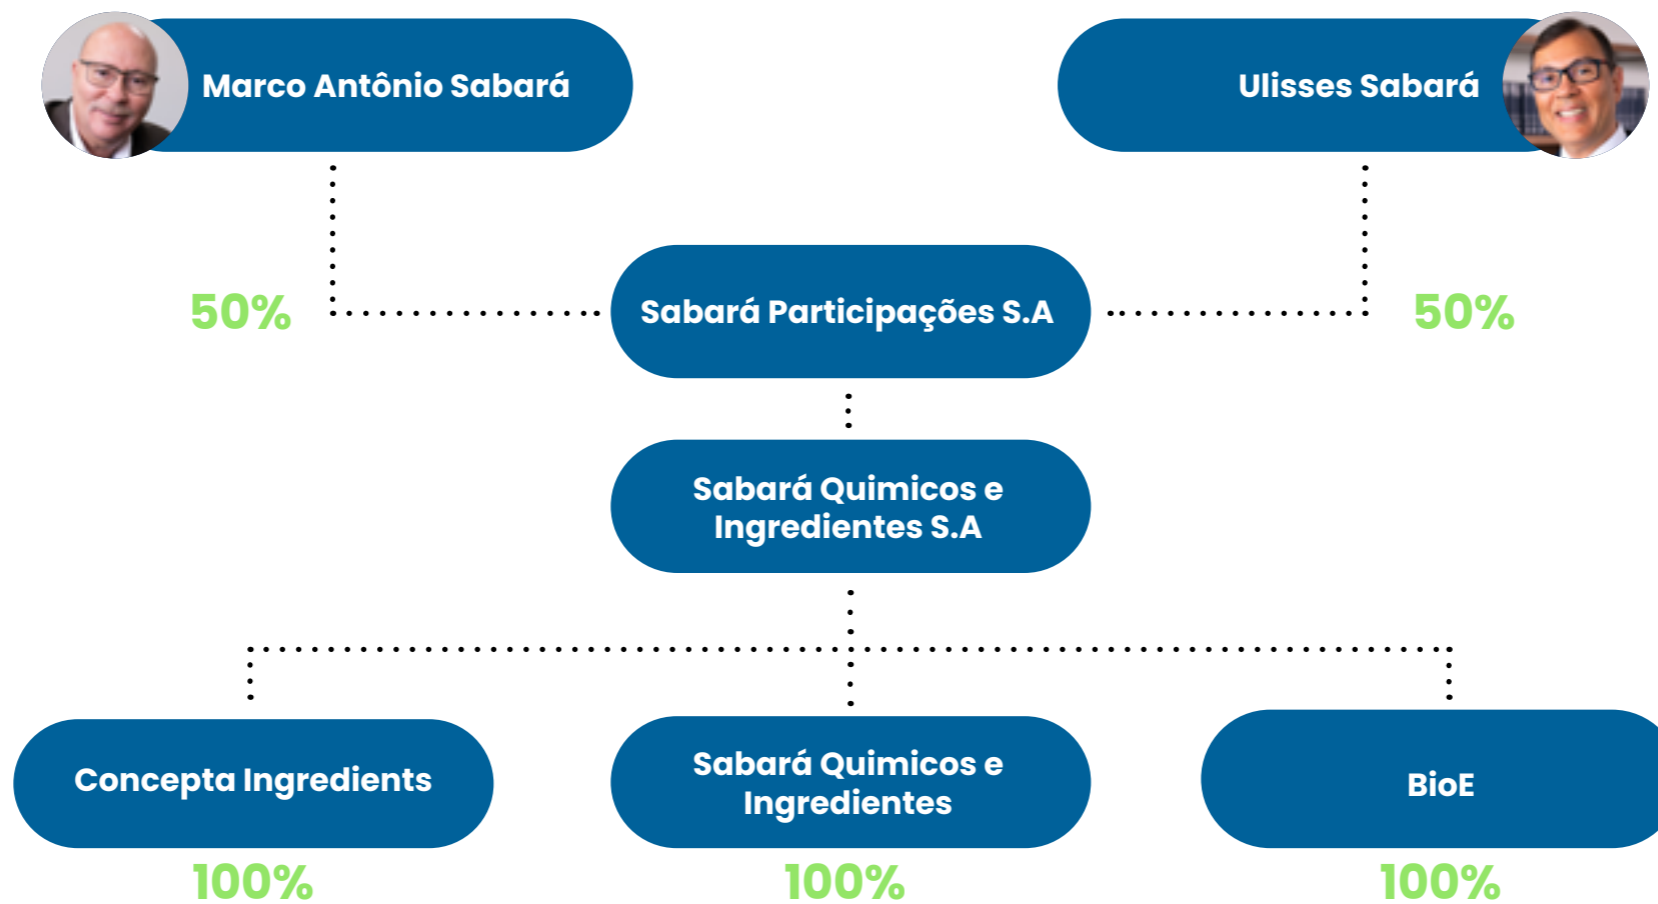 Marco Antônio Sabará
Ulisses Sabará
50%
Sabará Participações S.A
50%
Sabará Quimicos e
Ingredientes S.A
Concepta Ingredients
Sabará Quimicos e
Ingredientes
BioE
100%
100%
100%